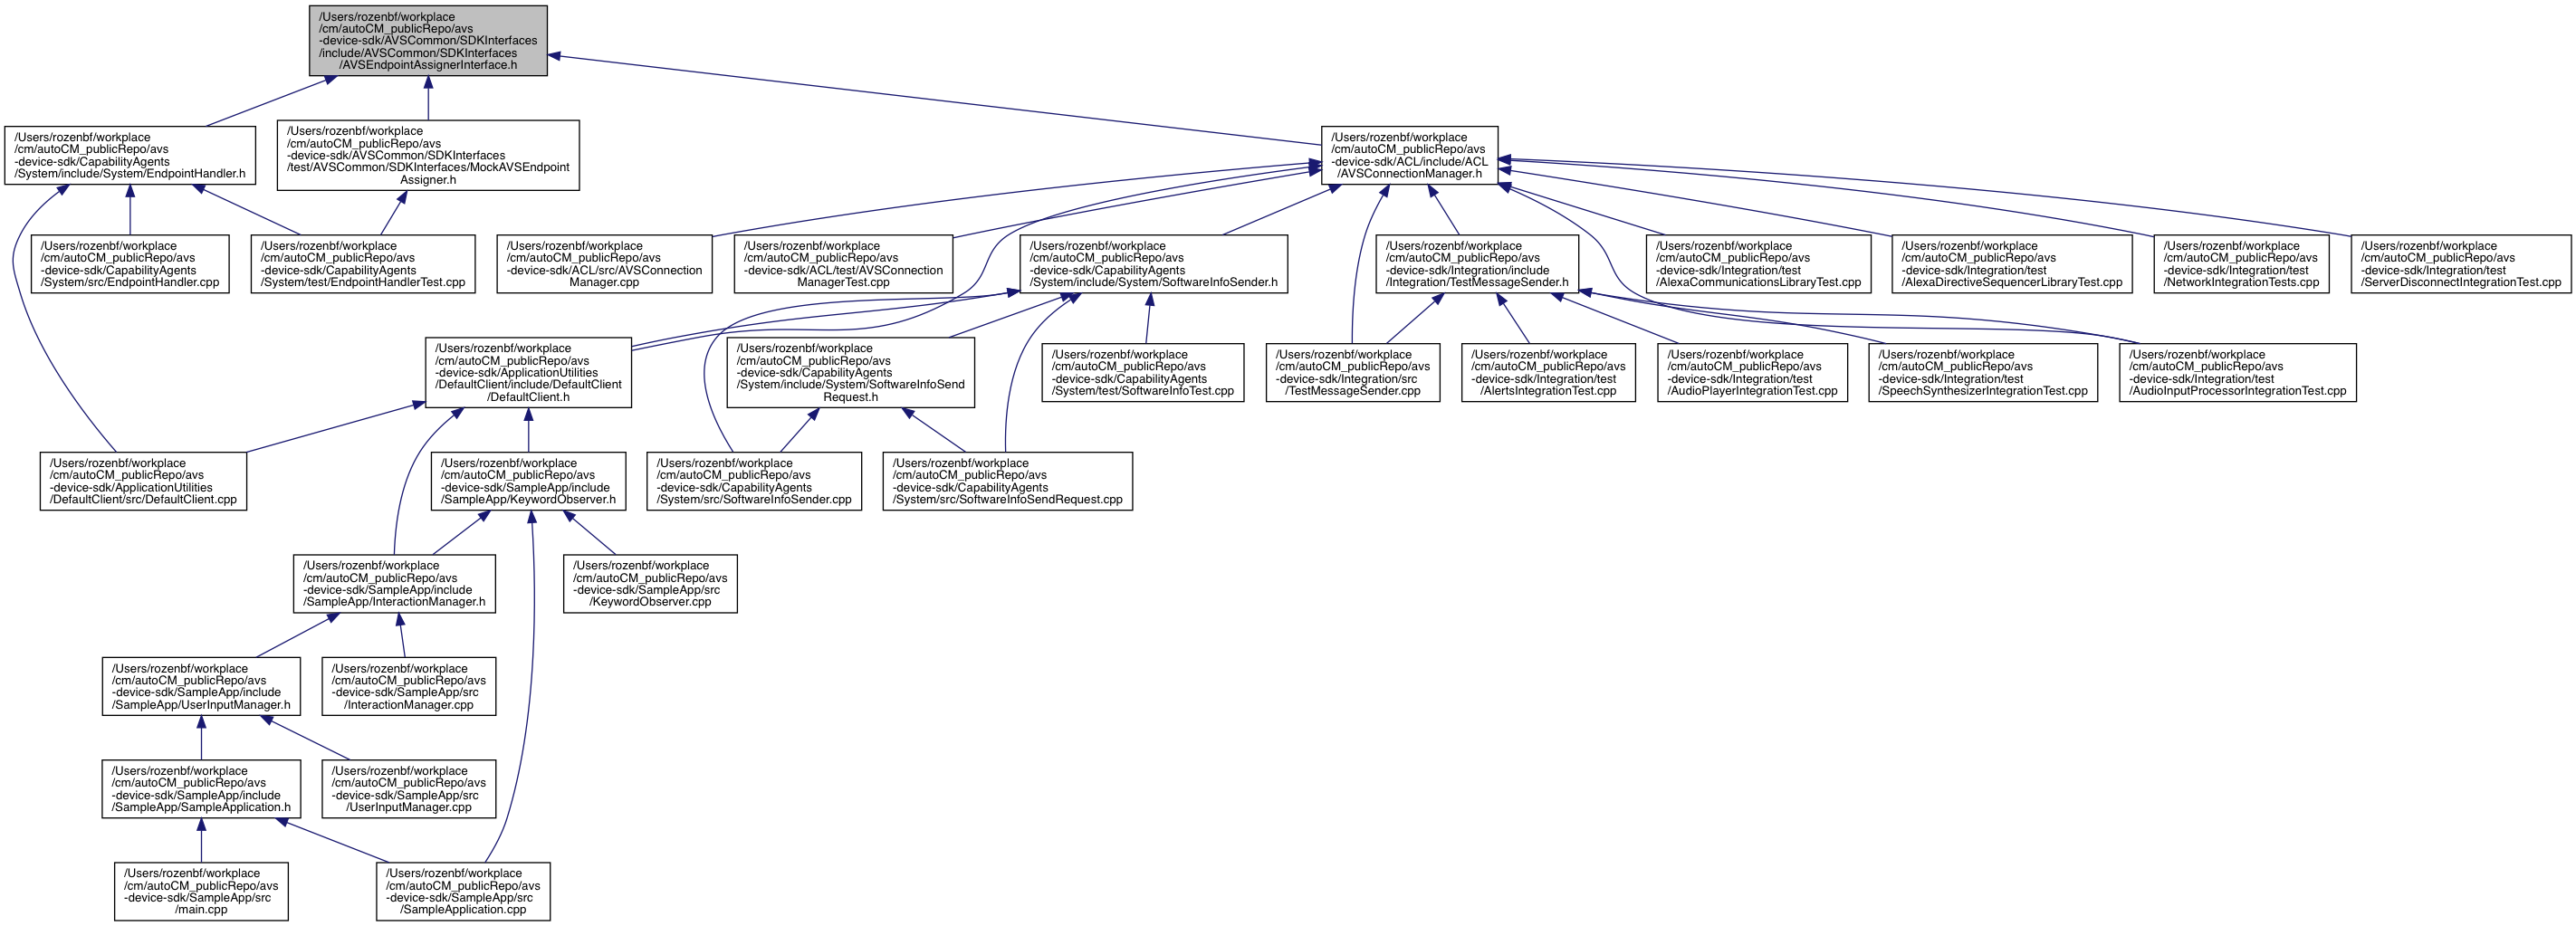 /Users/rozenbf/workplace
/cm/autoCM_publicRepo/avs
-device-sdk/AVSCommon/SDKInterfaces
/include/AVSCommon/SDKInterfaces
/AVSEndpointAssignerInterface.h
/Users/rozenbf/workplace
/cm/autoCM_publicRepo/avs
-device-sdk/CapabilityAgents
/System/include/System/EndpointHandler.h
/Users/rozenbf/workplace
/cm/autoCM_publicRepo/avs
-device-sdk/AVSCommon/SDKInterfaces
/test/AVSCommon/SDKInterfaces/MockAVSEndpoint
Assigner.h
/Users/rozenbf/workplace
/cm/autoCM_publicRepo/avs
-device-sdk/ACL/include/ACL
/AVSConnectionManager.h
/Users/rozenbf/workplace
/cm/autoCM_publicRepo/avs
-device-sdk/CapabilityAgents
/System/src/EndpointHandler.cpp
/Users/rozenbf/workplace
/cm/autoCM_publicRepo/avs
-device-sdk/CapabilityAgents
/System/test/EndpointHandlerTest.cpp
/Users/rozenbf/workplace
/cm/autoCM_publicRepo/avs
-device-sdk/ACL/src/AVSConnection
Manager.cpp
/Users/rozenbf/workplace
/cm/autoCM_publicRepo/avs
-device-sdk/ACL/test/AVSConnection
ManagerTest.cpp
/Users/rozenbf/workplace
/cm/autoCM_publicRepo/avs
-device-sdk/CapabilityAgents
/System/include/System/SoftwareInfoSender.h
/Users/rozenbf/workplace
/cm/autoCM_publicRepo/avs
-device-sdk/Integration/include
/Integration/TestMessageSender.h
/Users/rozenbf/workplace
/cm/autoCM_publicRepo/avs
-device-sdk/Integration/test
/AlexaCommunicationsLibraryTest.cpp
/Users/rozenbf/workplace
/cm/autoCM_publicRepo/avs
-device-sdk/Integration/test
/AlexaDirectiveSequencerLibraryTest.cpp
/Users/rozenbf/workplace
/cm/autoCM_publicRepo/avs
-device-sdk/Integration/test
/NetworkIntegrationTests.cpp
/Users/rozenbf/workplace
/cm/autoCM_publicRepo/avs
-device-sdk/Integration/test
/ServerDisconnectIntegrationTest.cpp
/Users/rozenbf/workplace
/cm/autoCM_publicRepo/avs
-device-sdk/ApplicationUtilities
/DefaultClient/include/DefaultClient
/DefaultClient.h
/Users/rozenbf/workplace
/cm/autoCM_publicRepo/avs
-device-sdk/CapabilityAgents
/System/include/System/SoftwareInfoSend
Request.h
/Users/rozenbf/workplace
/cm/autoCM_publicRepo/avs
-device-sdk/CapabilityAgents
/System/test/SoftwareInfoTest.cpp
/Users/rozenbf/workplace
/cm/autoCM_publicRepo/avs
-device-sdk/Integration/src
/TestMessageSender.cpp
/Users/rozenbf/workplace
/cm/autoCM_publicRepo/avs
-device-sdk/Integration/test
/AlertsIntegrationTest.cpp
/Users/rozenbf/workplace
/cm/autoCM_publicRepo/avs
-device-sdk/Integration/test
/AudioPlayerIntegrationTest.cpp
/Users/rozenbf/workplace
/cm/autoCM_publicRepo/avs
-device-sdk/Integration/test
/SpeechSynthesizerIntegrationTest.cpp
/Users/rozenbf/workplace
/cm/autoCM_publicRepo/avs
-device-sdk/Integration/test
/AudioInputProcessorIntegrationTest.cpp
/Users/rozenbf/workplace
/cm/autoCM_publicRepo/avs
-device-sdk/ApplicationUtilities
/DefaultClient/src/DefaultClient.cpp
/Users/rozenbf/workplace
/cm/autoCM_publicRepo/avs
-device-sdk/SampleApp/include
/SampleApp/KeywordObserver.h
/Users/rozenbf/workplace
/cm/autoCM_publicRepo/avs
-device-sdk/CapabilityAgents
/System/src/SoftwareInfoSender.cpp
/Users/rozenbf/workplace
/cm/autoCM_publicRepo/avs
-device-sdk/CapabilityAgents
/System/src/SoftwareInfoSendRequest.cpp
/Users/rozenbf/workplace
/cm/autoCM_publicRepo/avs
-device-sdk/SampleApp/include
/SampleApp/InteractionManager.h
/Users/rozenbf/workplace
/cm/autoCM_publicRepo/avs
-device-sdk/SampleApp/src
/KeywordObserver.cpp
/Users/rozenbf/workplace
/cm/autoCM_publicRepo/avs
-device-sdk/SampleApp/include
/SampleApp/UserInputManager.h
/Users/rozenbf/workplace
/cm/autoCM_publicRepo/avs
-device-sdk/SampleApp/src
/InteractionManager.cpp
/Users/rozenbf/workplace
/cm/autoCM_publicRepo/avs
-device-sdk/SampleApp/include
/SampleApp/SampleApplication.h
/Users/rozenbf/workplace
/cm/autoCM_publicRepo/avs
-device-sdk/SampleApp/src
/UserInputManager.cpp
/Users/rozenbf/workplace
/cm/autoCM_publicRepo/avs
-device-sdk/SampleApp/src
/main.cpp
/Users/rozenbf/workplace
/cm/autoCM_publicRepo/avs
-device-sdk/SampleApp/src
/SampleApplication.cpp